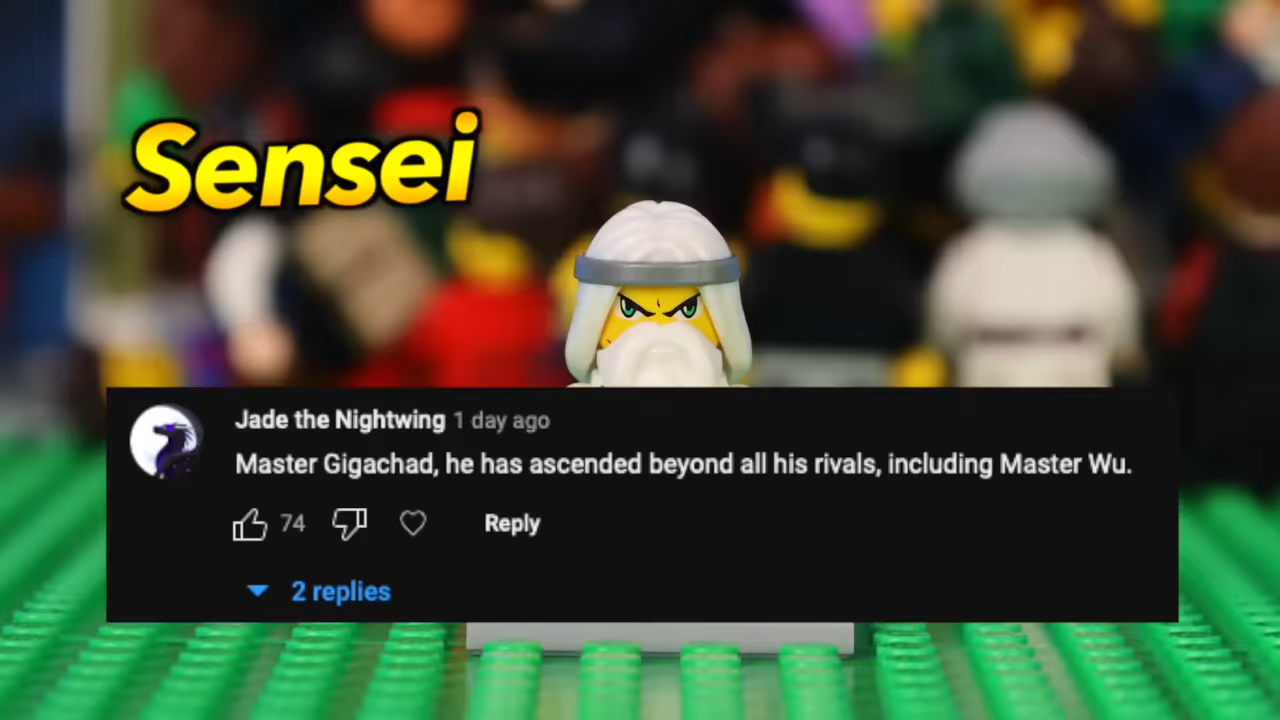 Sensei
Jade the Nightwing 1 day ago
Master Gigachad, he has ascended beyond all his rivals, including Master Wu.
74
Reply
2 replies